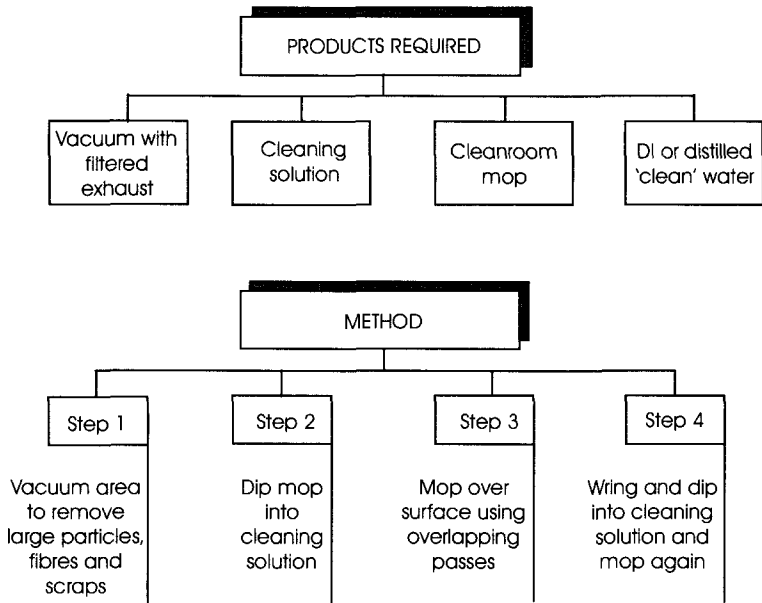 PRODUCTS REQUIRED
Vacuum with
filtered
exhaust
Cleaning
solution
Cleanroom
mop
DI or distilled
'clean' water
METHOD
Step 1
Vacuum area
to remove
large particles,
fibres and
scraps
Step 2
Dip mop
into
cleaning
solution
Step 3
Mop over
surface using
overlapping
passes
Step 4
Wring and dip
into cleaning
solution and
mop again